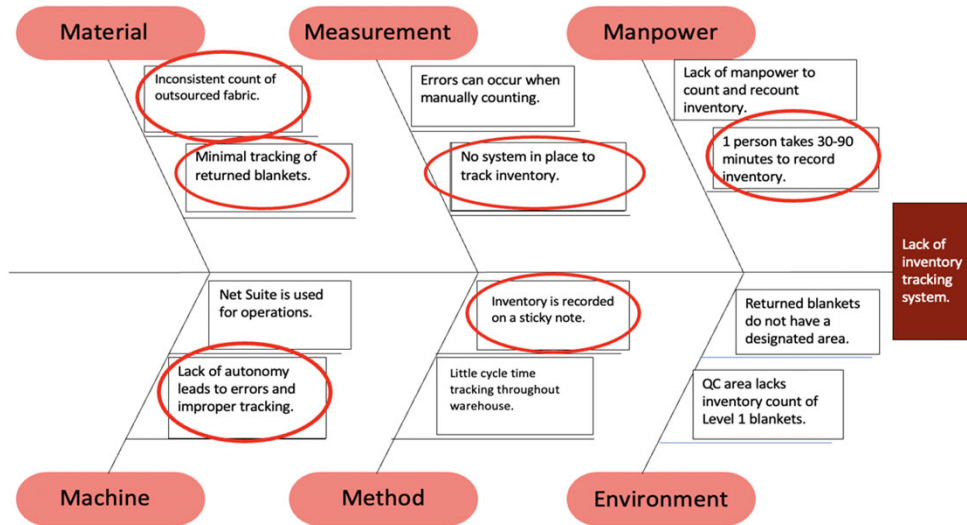 Material
Measurement
Manpower
Inconsistent count of
outsourced fabric.
Minimal tracking of
returned blankets.
Errors can occur when
manually counting.
No system in place to
track inventory.
Lack of manpower to
count and recount
inventory.
1 person takes 30-90
minutes to record
inventory.
Lack of
inventory
tracking
system.
Net Suite is used
for operations.
Lack of autonomy
leads to errors and
improper tracking.
Inventory is recorded
on a sticky note.
Little cycle time
tracking throughout
warehouse.
Returned blankets
do not have a
designated area.
QC area lacks
inventory count of
Level 1 blankets.
Machine
Method
Environment